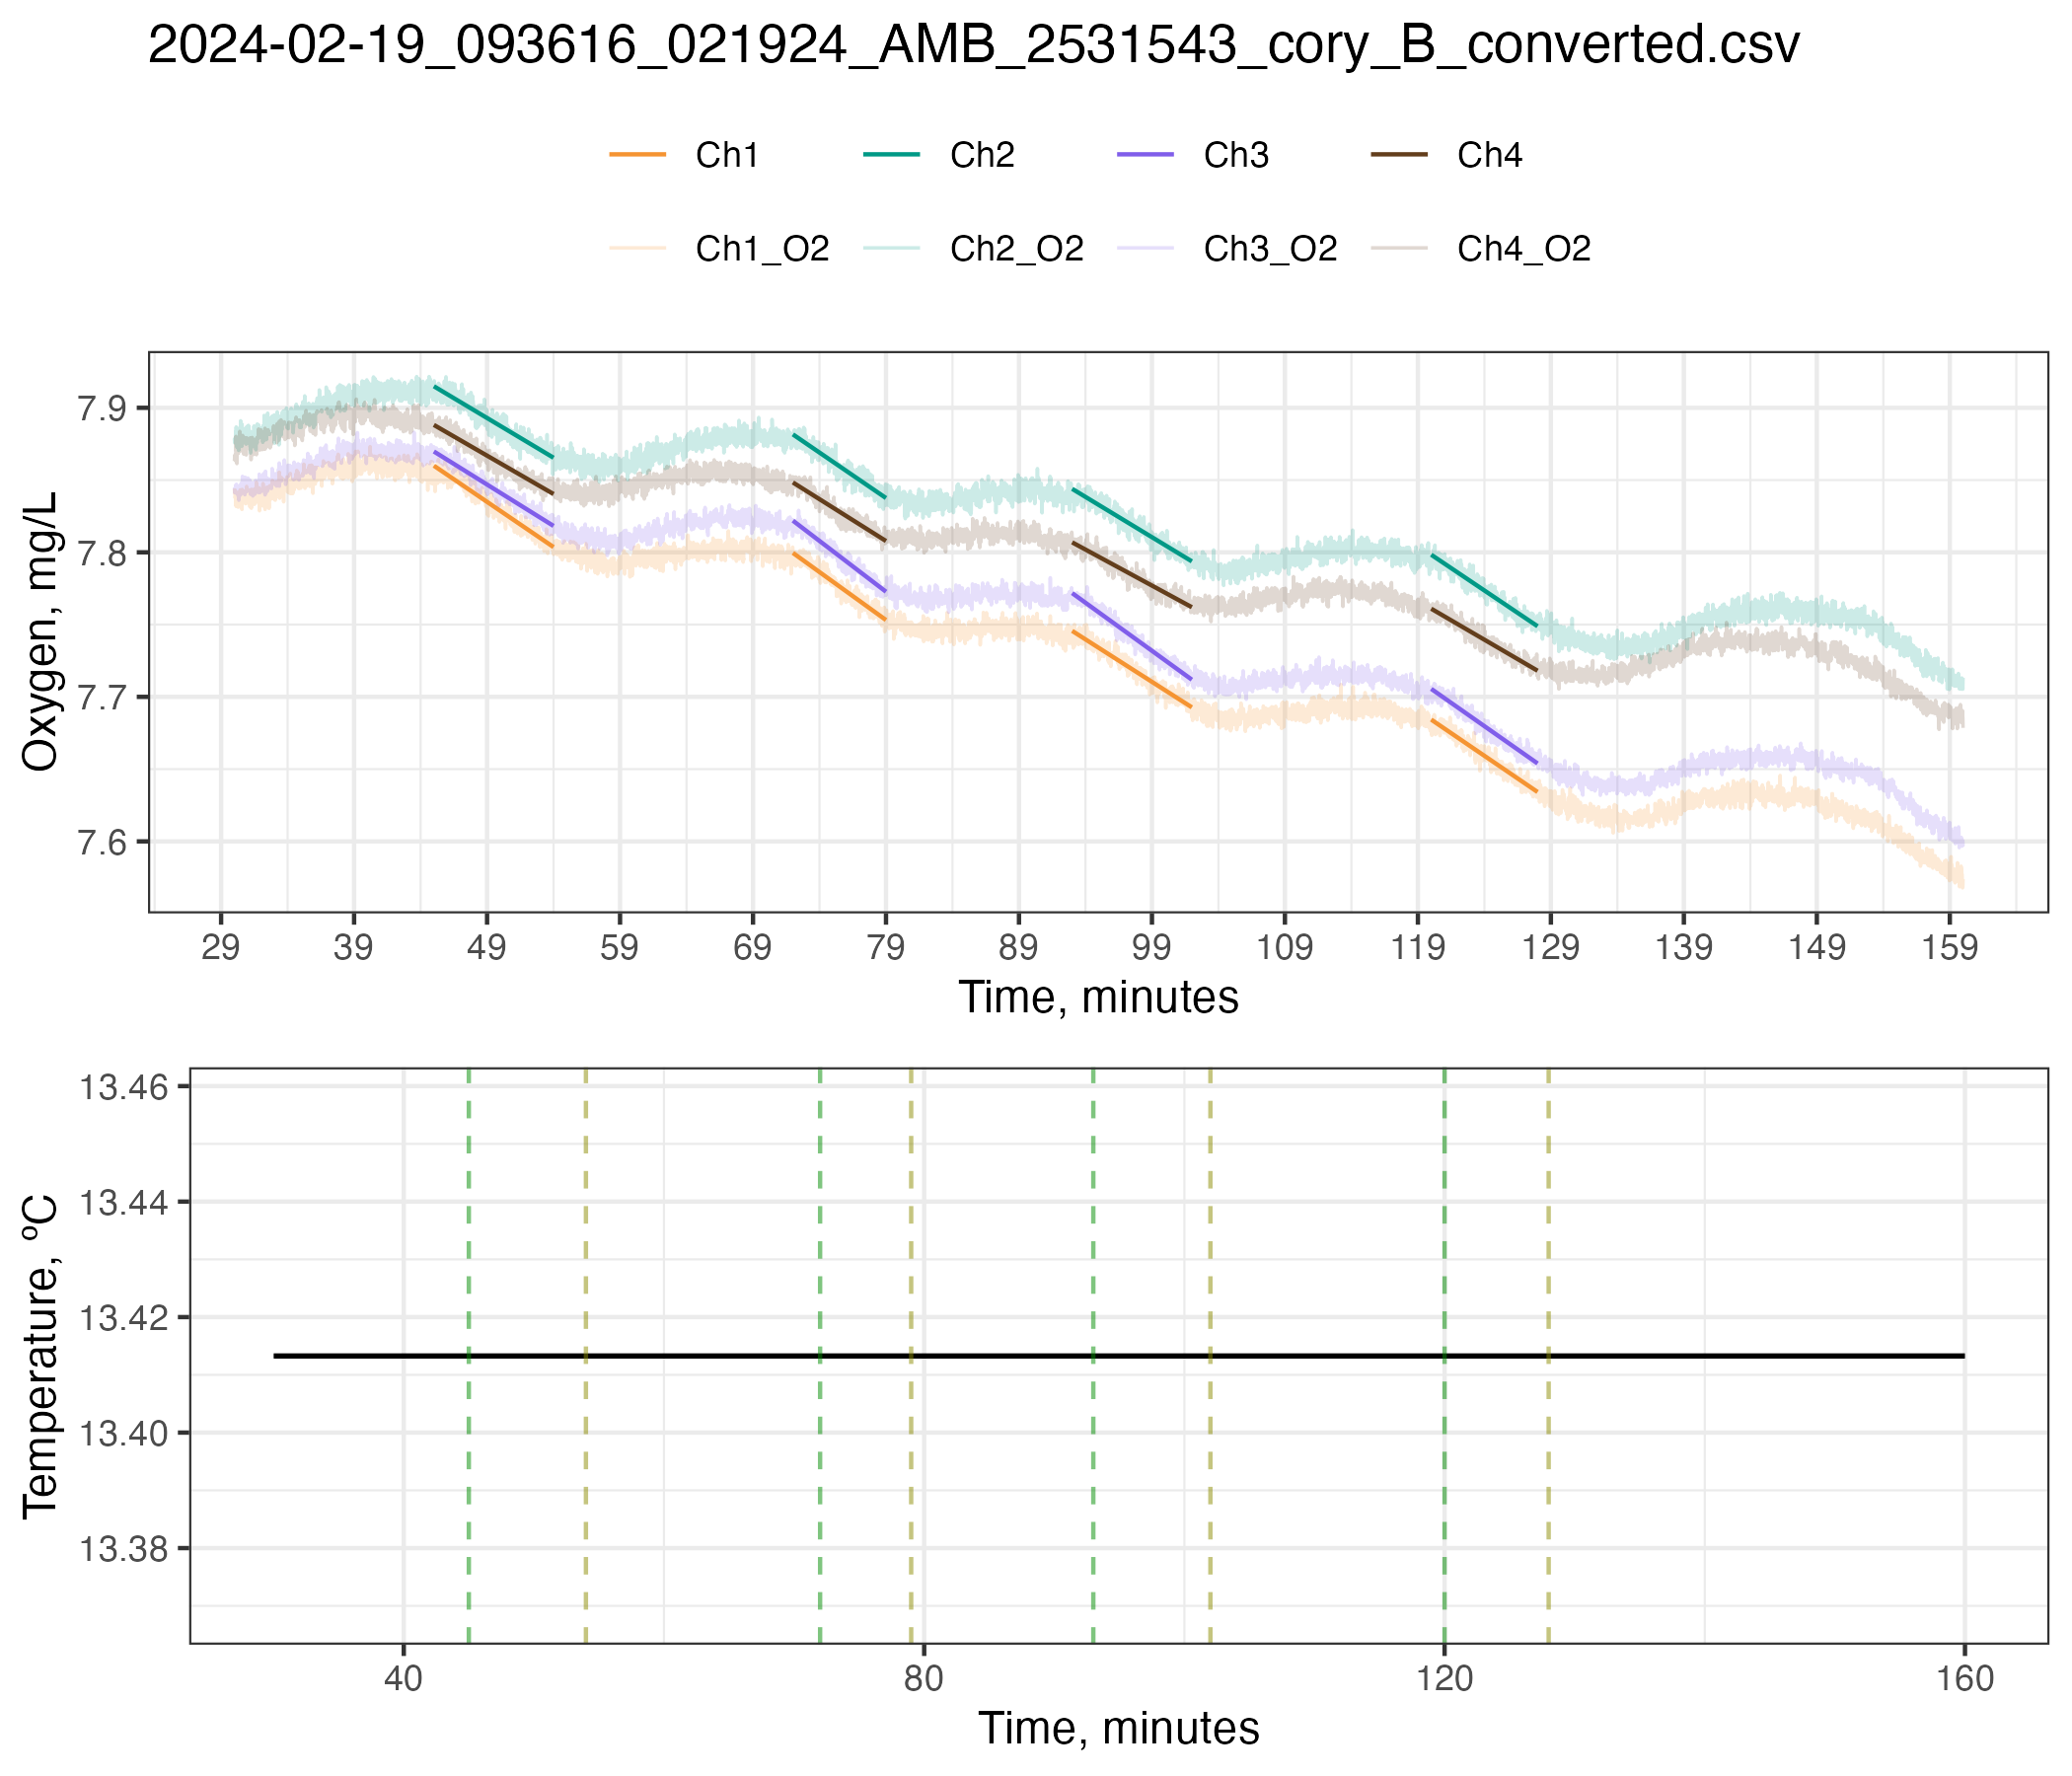 2024-02-19_093616_021924_AMB_2531543_cory_B_converted.csv
Ch1 Ch2 Ch3 Ch4
Ch1_O2 Ch2_O2 Ch3_O2 Ch4_O2
Oxygen, mg/L
7.9
7.8
7.7
7.6
29 39 49 59 69 79 89 99 109 119 129 139 149 159
Time, minutes
Temperature, ºC
13.46
13.44
13.42
13.40
13.38
40 80 120 160
Time, minutes